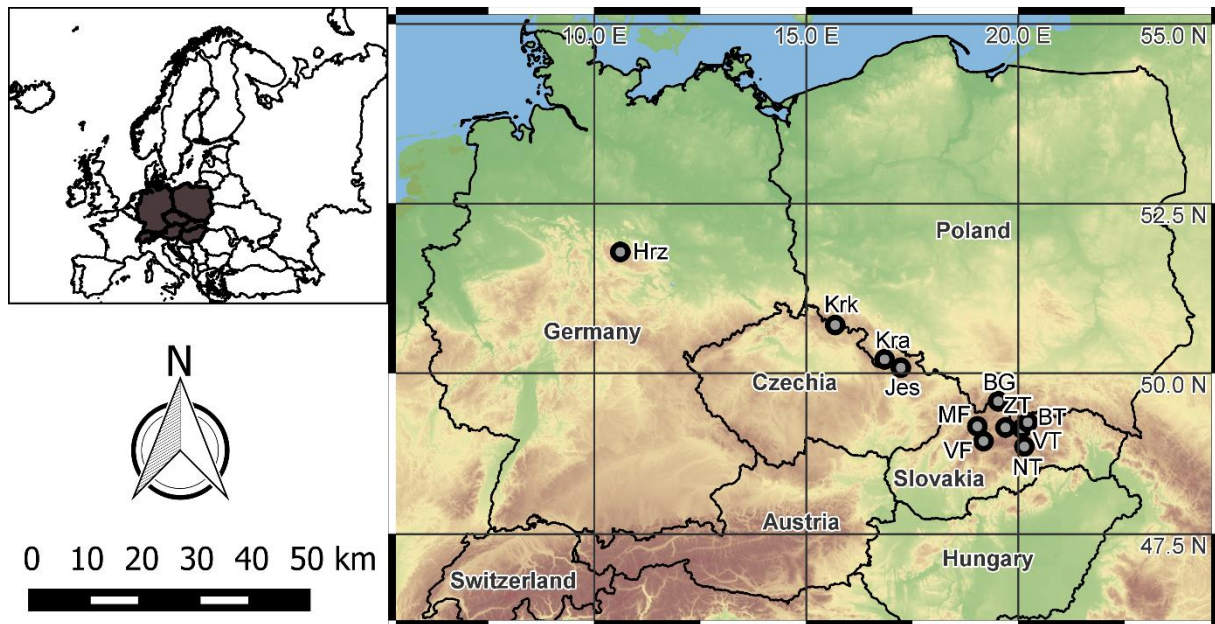 10.0 E 15.0 E 20.0 E 55.0 N
52.5 N
Poland
Hrz
Krk
Germany
Kra
50.0 N
Czechia
Jes
BG
ZT
MF
BT
VF
VT
NT
Slovakia
Austria
47.5 N
Hungary
Switzerland
N
0 10 20 30 40 50 km